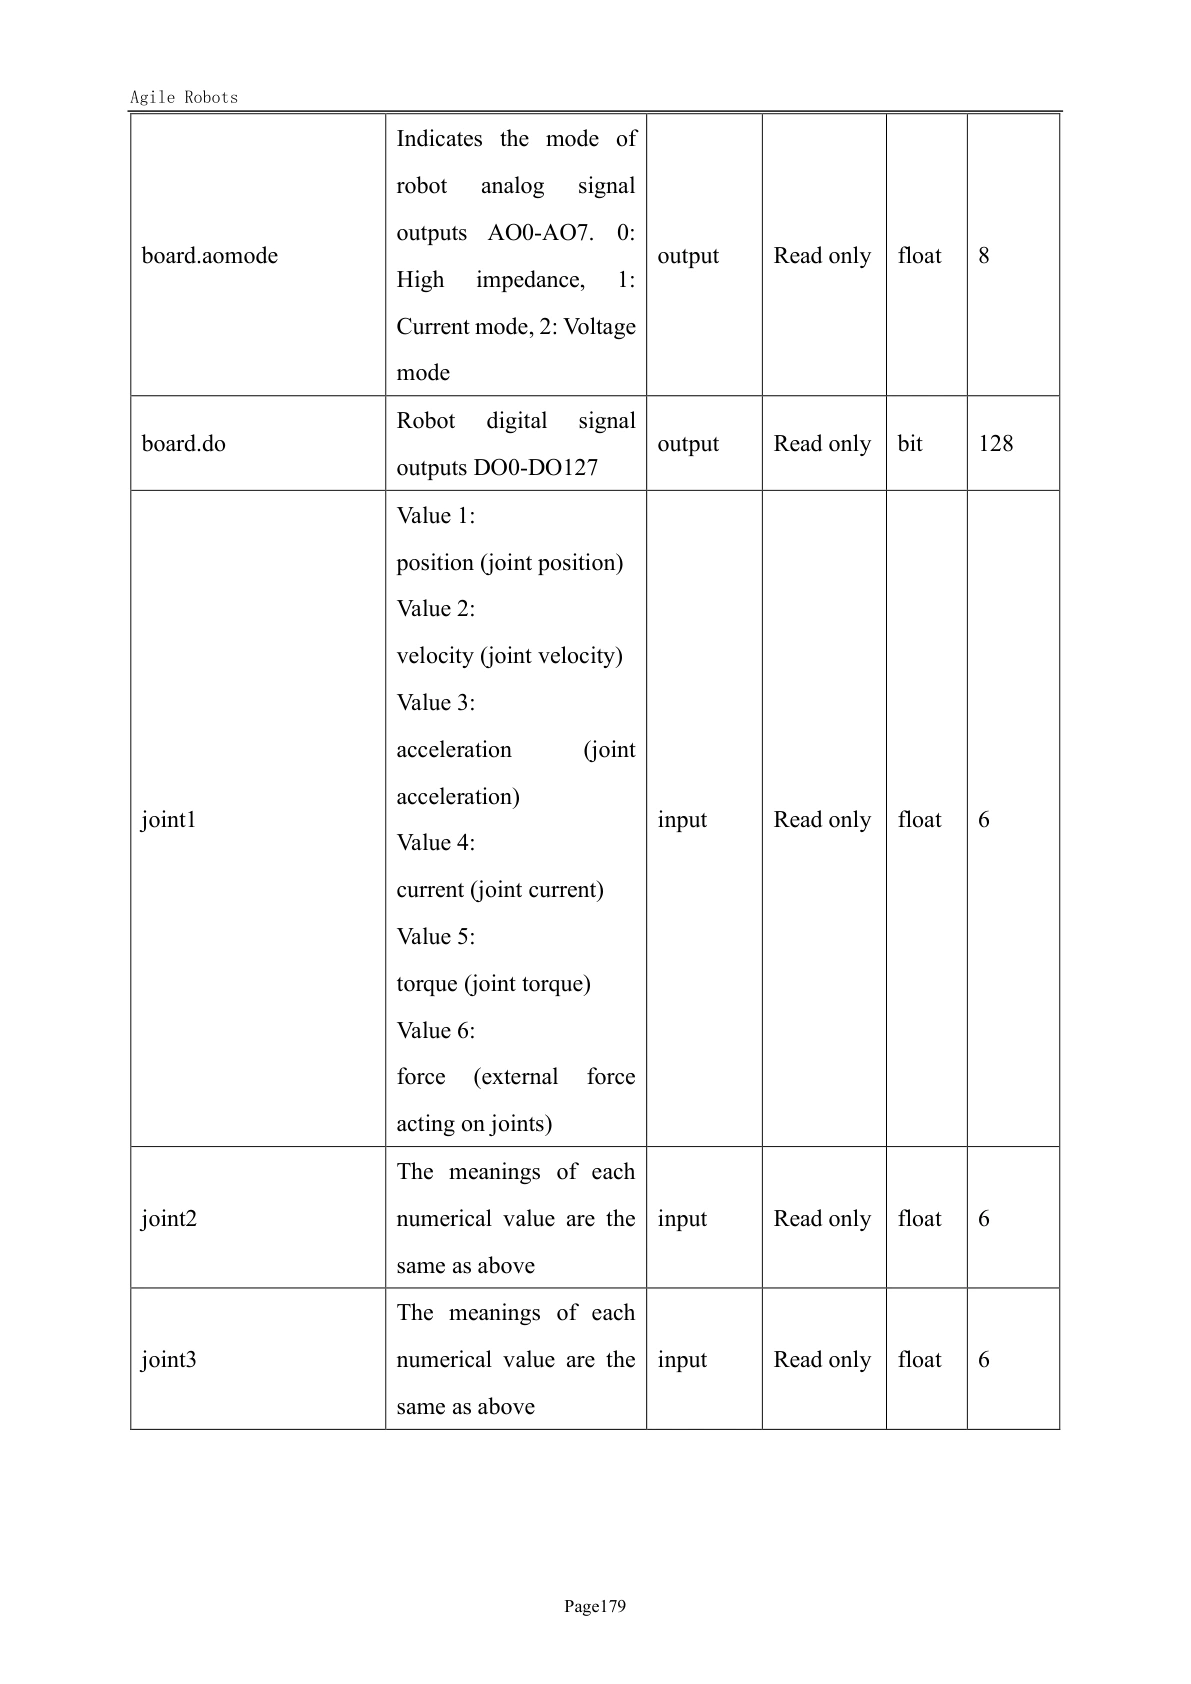 Agile Robots
board.aomode
Indicates the mode of
robot analog signal
outputs AO0-AO7. 0:
High impedance, 1:
Current mode, 2: Voltage
mode
output
Read only
float
8
board.do
Robot digital signal
outputs DO0-DO127
output
Read only
bit
128
joint1
Value 1:
position (joint position)
Value 2:
velocity (joint velocity)
Value 3:
acceleration (joint
acceleration)
Value 4:
current (joint current)
Value 5:
torque (joint torque)
Value 6:
force (external force
acting on joints)
input
Read only
float
6
joint2
The meanings of each
numerical value are the
same as above
input
Read only
float
6
joint3
The meanings of each
numerical value are the
same as above
input
Read only
float
6
Page179